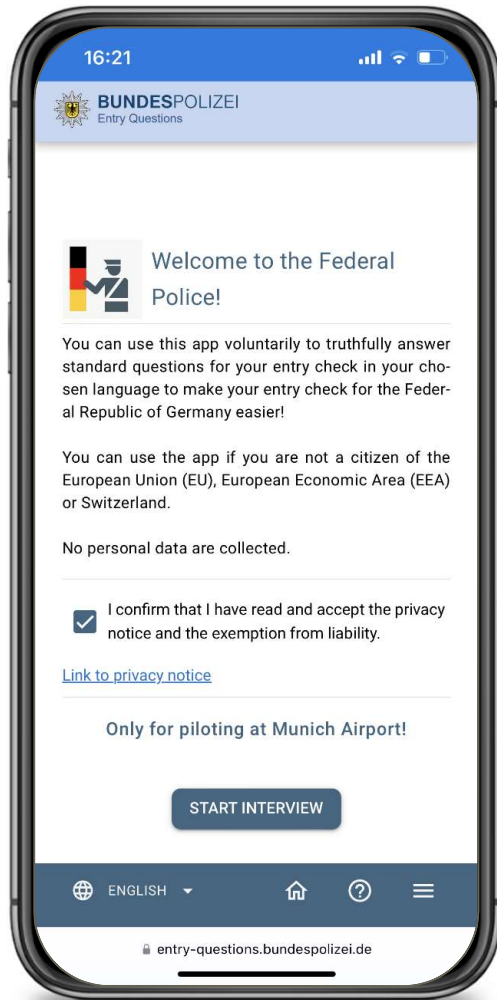 16:21
BUNDESPOLIZEI
Entry Questions
Welcome to the Federal
Police!
You can use this app voluntarily to truthfully answer
standard questions for your entry check in your cho-
sen language to make your entry check for the Feder-
al Republic of Germany easier!
You can use the app if you are not a citizen of the
European Union (EU), European Economic Area (EEA)
or Switzerland.
No personal data are collected.
I confirm that I have read and accept the privacy
notice and the exemption from liability.
Link to privacy notice
Only for piloting at Munich Airport!
START INTERVIEW
ENGLISH
entry-questions.bundespolizei.de